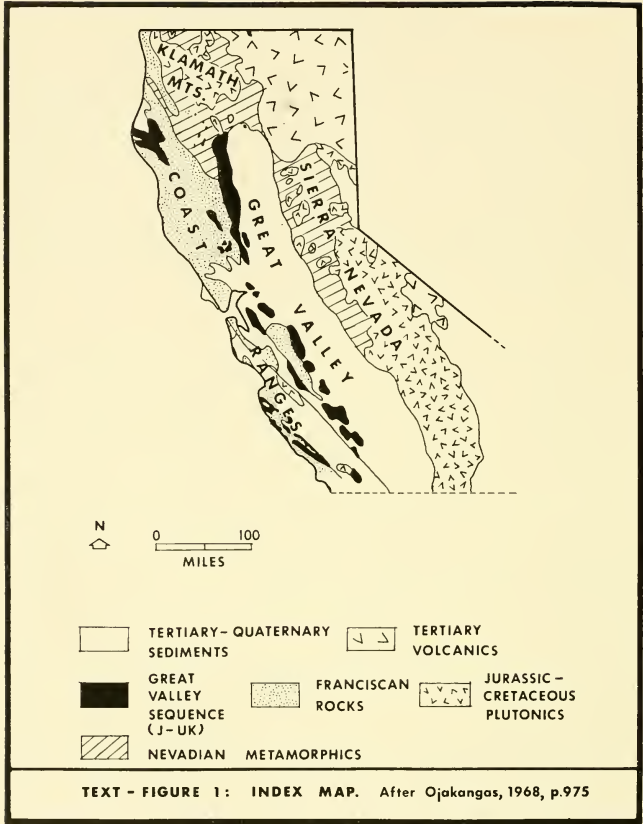 KLAMATH
MTS.
COAST
RANGES
GREAT
VALLEY
SIERRA
NEVADA
N
0 100
MILES
TERTIARY-QUATERNARY
SEDIMENTS
TERTIARY
VOLCANICS
GREAT
VALLEY
SEQUENCE
(J-UK)
FRANCISCAN
ROCKS
JURASSIC-
CRETACEOUS
PLUTONICS
NEVADIAN METAMORPHICS
TEXT-FIGURE 1: INDEX MAP. After Ojakangas, 1968, p.975